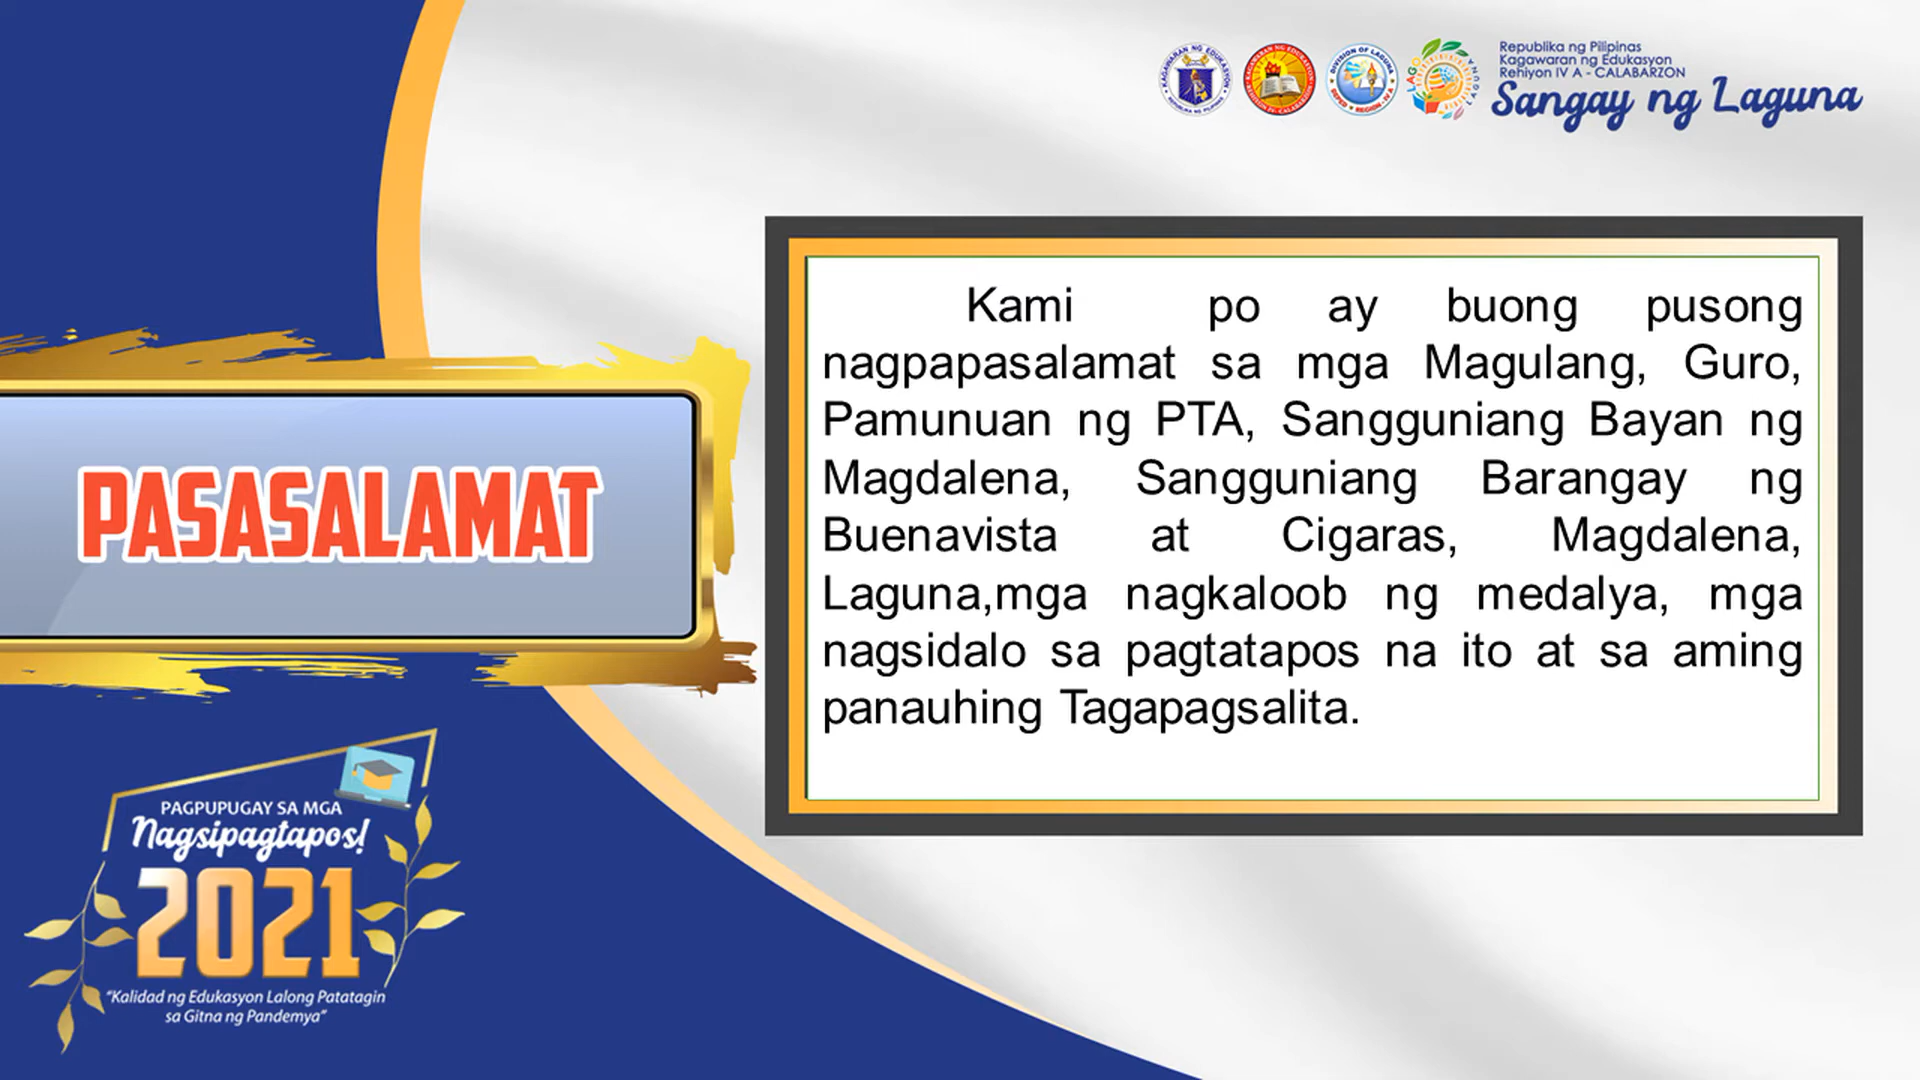 Republika ng Pilipinas
Kagawaran ng Edukasyon
Rehiyon IV A - CALABARZON
Sangay ng Laguna
PASASALAMAT
Kami po ay buong pusong
nagpapasalamat sa mga Magulang, Guro,
Pamunuan ng PTA, Sangguniang Bayan ng
Magdalena, Sangguniang Barangay ng
Buenavista at Cigaras, Magdalena,
Laguna,mga nagkaloob ng medalya, mga
nagsidalo sa pagtatapos na ito at sa aming
panauhing Tagapagsalita.
PAGPUPUGAY SA MGA
Nagsipagtapos!
2021
“Kalidad ng Edukasyon Lalong Patatagin
sa Gitna ng Pandemya”